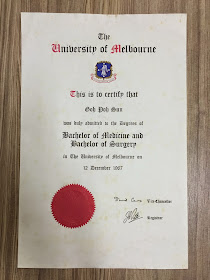 The
University of Melbourne
This is to certify that
Goh Poh Sun
was duly admitted to the Degrees of
Bachelor of Medicine and
Bachelor of Surgery
in The University of Melbourne on
12 December 1987
Vice-Chancellor
Registrar